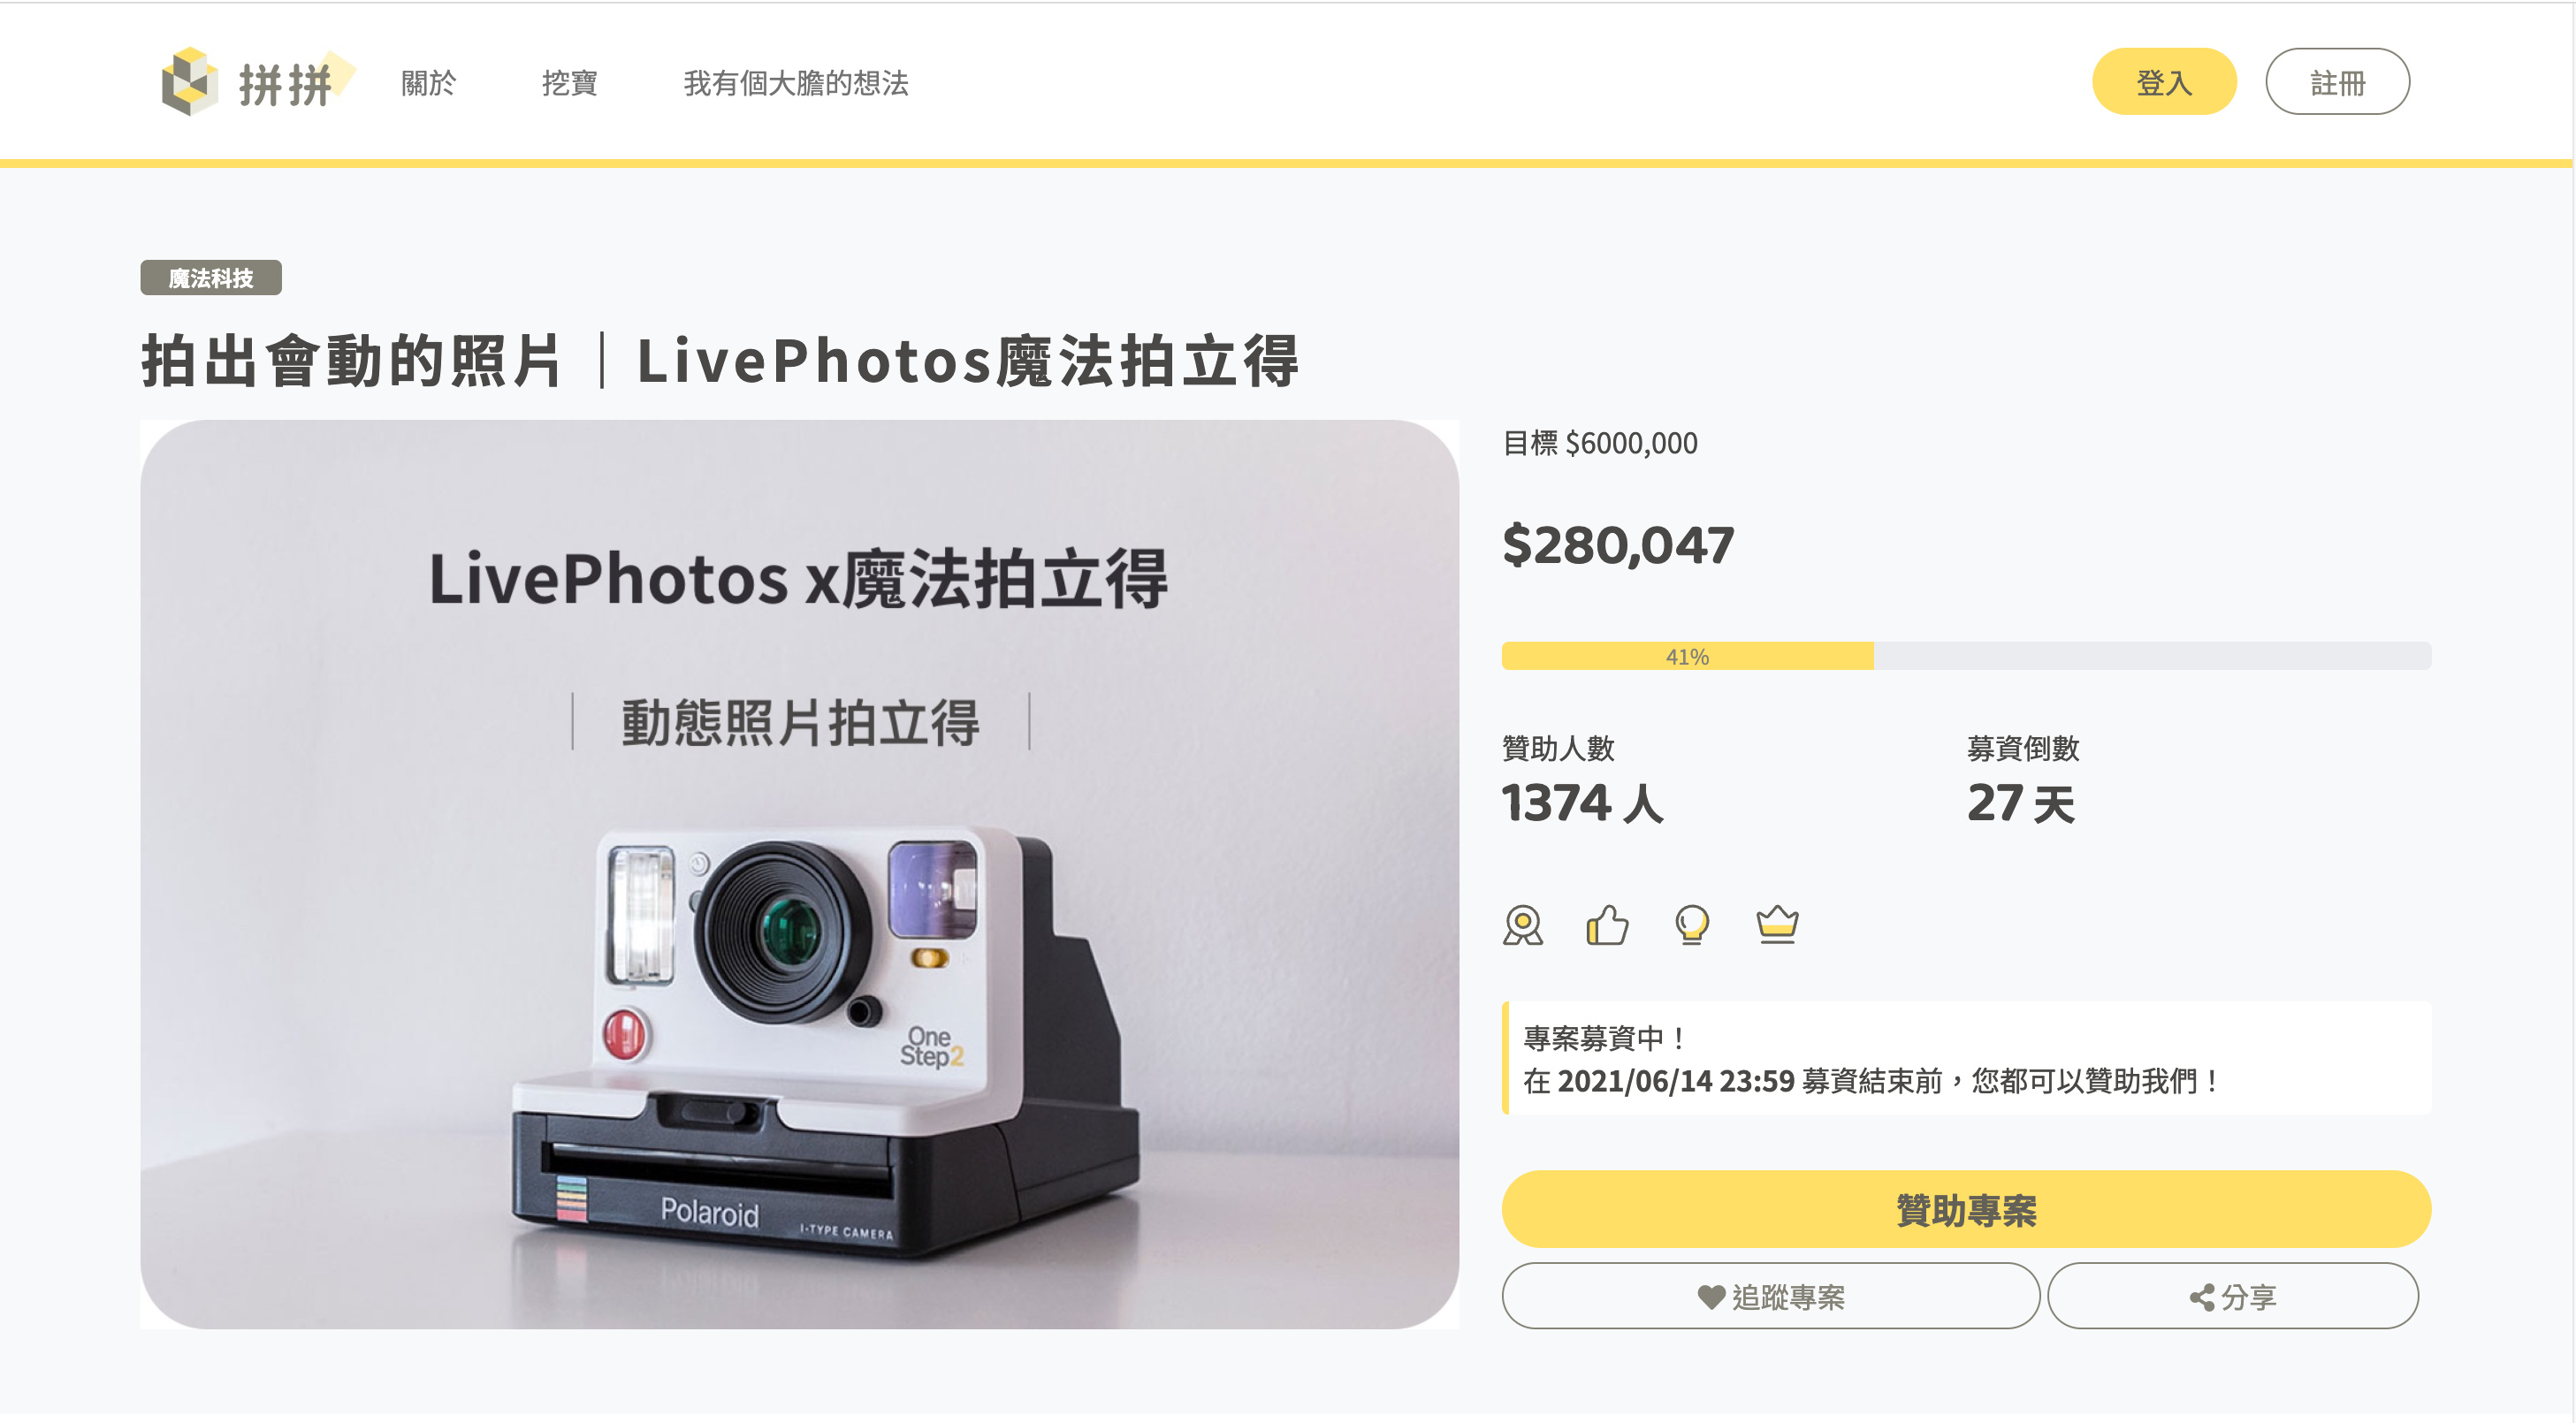 拼拼
關於
挖寶
我有個大膽的想法
登入
註冊
魔法科技
拍出會動的照片｜LivePhotos魔法拍立得
LivePhotos x魔法拍立得
｜ 動態照片拍立得 ｜
One
Step2
Polaroid
I-TYPE CAMERA
目標 $6000,000
$280,047
41%
贊助人數
1374 人
募資倒數
27 天
專案募資中！
在 2021/06/14 23:59 募資結束前，您都可以贊助我們！
贊助專案
追蹤專案
分享